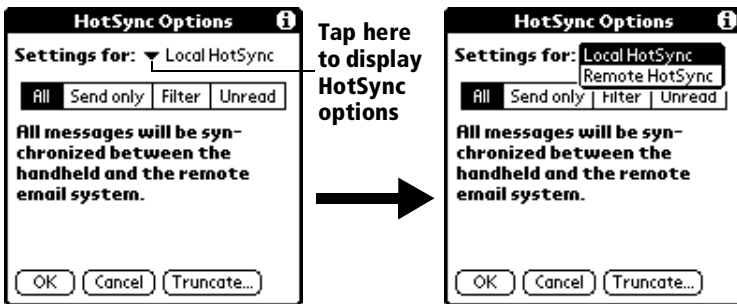 HotSync Options
Settings for: Local HotSync
All Send only Filter Unread
All messages will be syn-
chronized between the
handheld and the remote
email system.
OK Cancel Truncate...
Tap here
to display
HotSync
options
HotSync Options
Settings for: Local HotSync
Remote HotSync
All Send only Filter Unread
All messages will be syn-
chronized between the
handheld and the remote
email system.
OK Cancel Truncate...